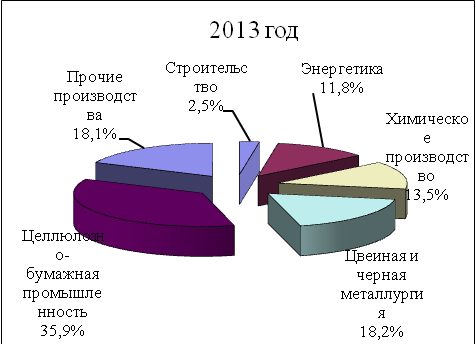 2013 год
Строительс
тво
2,5%
Энергетика
11,8%
Химическо
е
производст
во
13,5%
Цвеиная и
черная
металлурги
я
18,2%
Целлюлозн
о-
бумажная
промышле
нность
35,9%
Прочие
производст
ва
18,1%